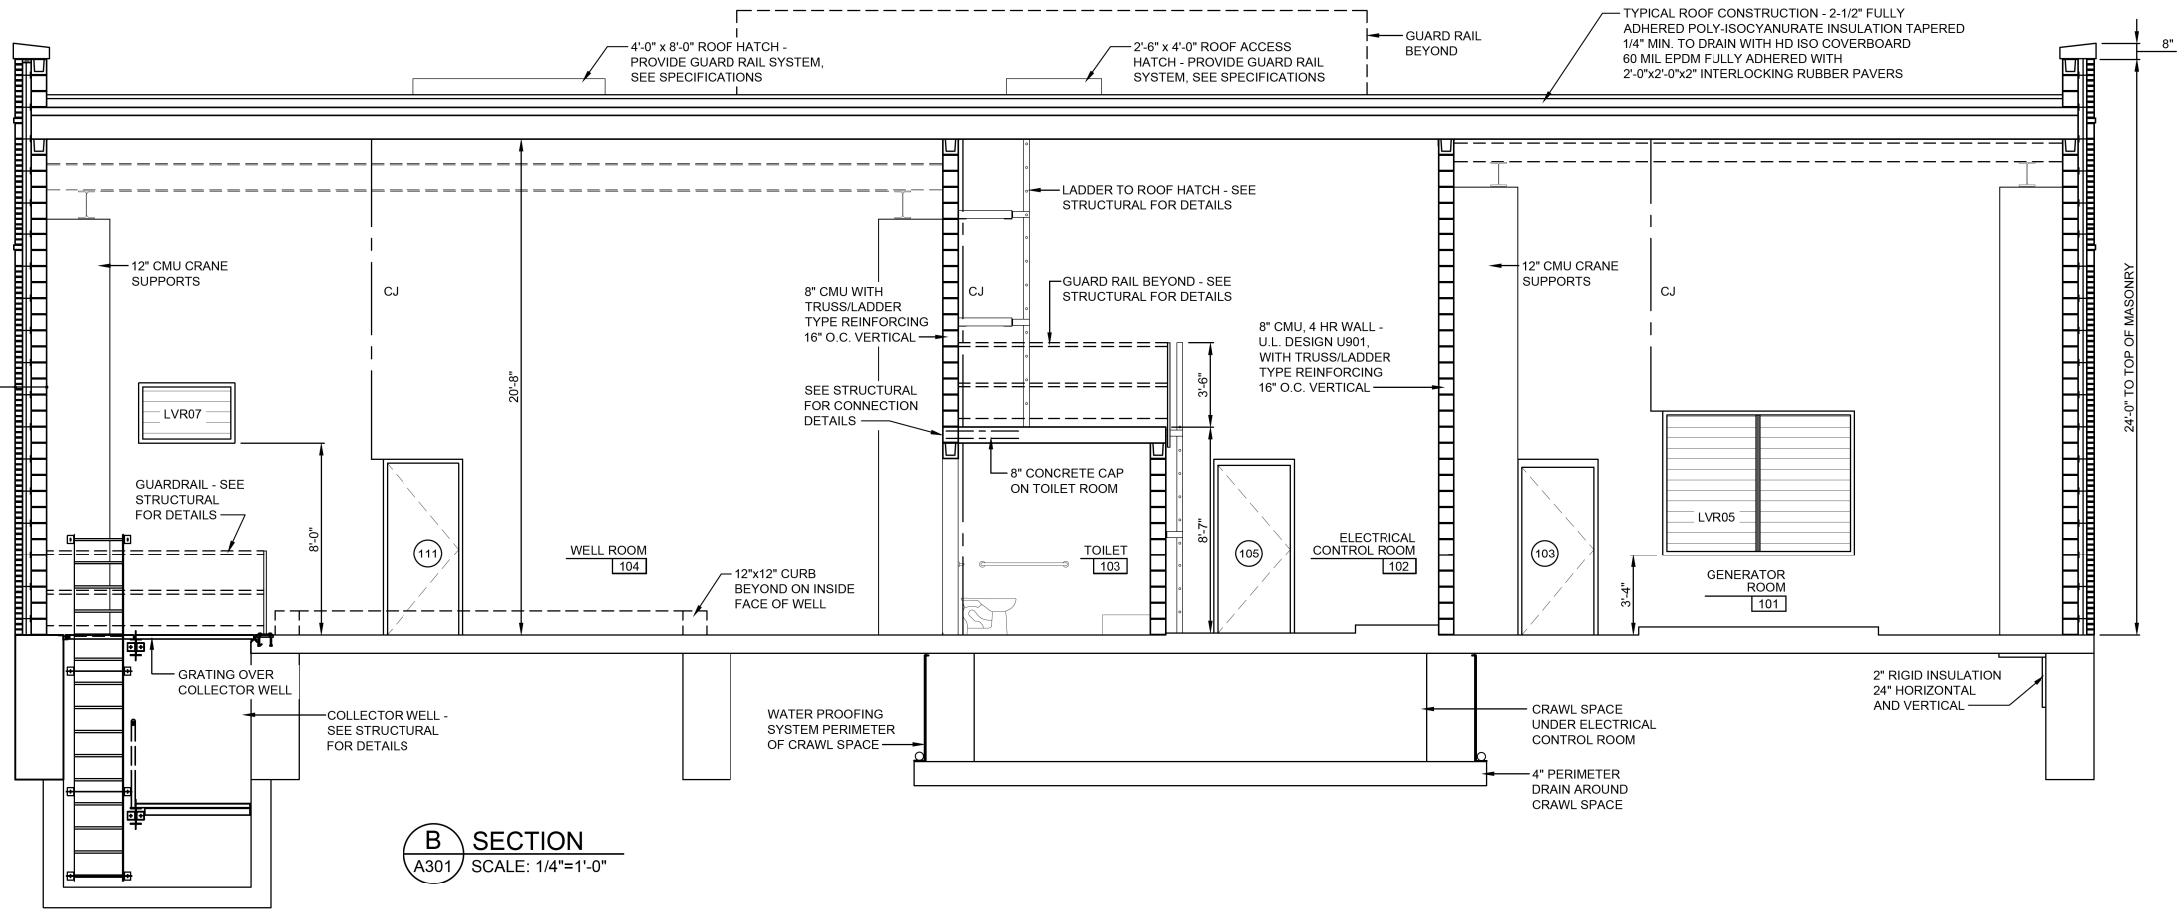 4'-0" x 8'-0" ROOF HATCH -
PROVIDE GUARD RAIL SYSTEM,
SEE SPECIFICATIONS
2'-6" x 4'-0" ROOF ACCESS
HATCH - PROVIDE GUARD RAIL
SYSTEM, SEE SPECIFICATIONS
GUARD RAIL
BEYOND
TYPICAL ROOF CONSTRUCTION - 2-1/2" FULLY
ADHERED POLY-ISOCYANURATE INSULATION TAPERED
1/4" MIN. TO DRAIN WITH HD ISO COVERBOARD
60 MIL EPDM FULLY ADHERED WITH
2'-0"x2'-0"x2" INTERLOCKING RUBBER PAVERS
8"
24'-0" TO TOP OF MASONRY
12" CMU CRANE
SUPPORTS
CJ
20'-8"
8" CMU WITH
TRUSS/LADDER
TYPE REINFORCING
16" O.C. VERTICAL
SEE STRUCTURAL
FOR CONNECTION
DETAILS
LADDER TO ROOF HATCH - SEE
STRUCTURAL FOR DETAILS
CJ
GUARD RAIL BEYOND - SEE
STRUCTURAL FOR DETAILS
3'-6"
8" CMU, 4 HR WALL -
U.L. DESIGN U901,
WITH TRUSS/LADDER
TYPE REINFORCING
16" O.C. VERTICAL
12" CMU CRANE
SUPPORTS
CJ
LVR07
GUARDRAIL - SEE
STRUCTURAL
FOR DETAILS
8'-0"
111
WELL ROOM
104
12"x12" CURB
BEYOND ON INSIDE
FACE OF WELL
8" CONCRETE CAP
ON TOILET ROOM
TOILET
103
8'-7"
105
ELECTRICAL
CONTROL ROOM
102
103
LVR05
3'-4"
GENERATOR
ROOM
101
GRATING OVER
COLLECTOR WELL
COLLECTOR WELL -
SEE STRUCTURAL
FOR DETAILS
WATER PROOFING
SYSTEM PERIMETER
OF CRAWL SPACE
CRAWL SPACE
UNDER ELECTRICAL
CONTROL ROOM
4" PERIMETER
DRAIN AROUND
CRAWL SPACE
2" RIGID INSULATION
24" HORIZONTAL
AND VERTICAL
B
A301
SECTION
SCALE: 1/4"=1'-0"